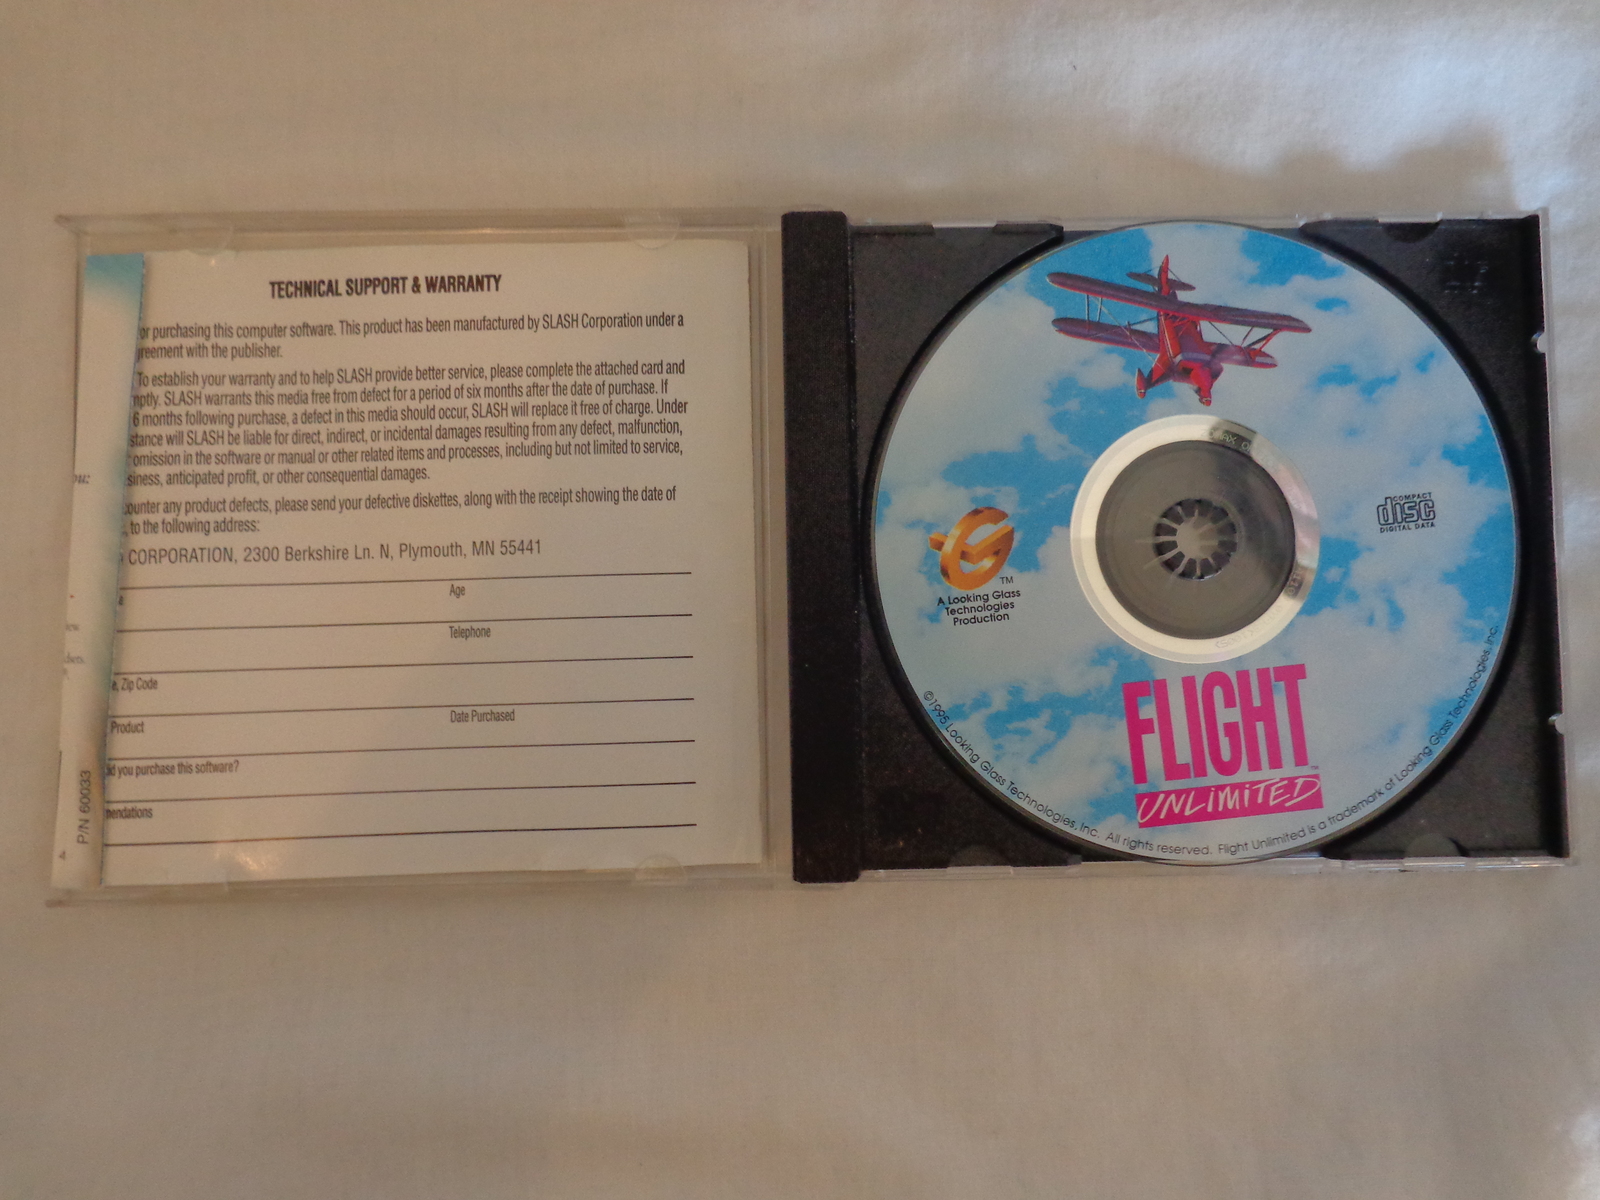 TECHNICAL SUPPORT & WARRANTY
or purchasing this computer software. This product has been manufactured by SLASH Corporation under a
reement with the publisher.
To establish your warranty and to help SLASH provide better service, please complete the attached card and
mptly. SLASH warrants this media free from defect for a period of six months after the date of purchase. If
6 months following purchase, a defect in this media should occur, SLASH will replace it free of charge. Under
stance will SLASH be liable for direct, indirect, or incidental damages resulting from any defect, malfunction,
omission in the software or manual or other related items and processes, including but not limited to service,
siness, anticipated profit, or other consequential damages.
ounter any product defects, please send your defective diskettes, along with the receipt showing the date of
, to the following address:
CORPORATION, 2300 Berkshire Ln. N, Plymouth, MN 55441
Age
Telephone
e, Zip Code
Product Date Purchased
id you purchase this software?
mendations
P/N 60033
4
COMPACT
disc
DIGITAL DATA
TM
A Looking Glass
Technologies
Production
FLIGHT
UNLIMITED
©1995 Looking Glass Technologies, Inc. All rights reserved. Flight Unlimited is a trademark of Looking Glass Technologies, Inc.